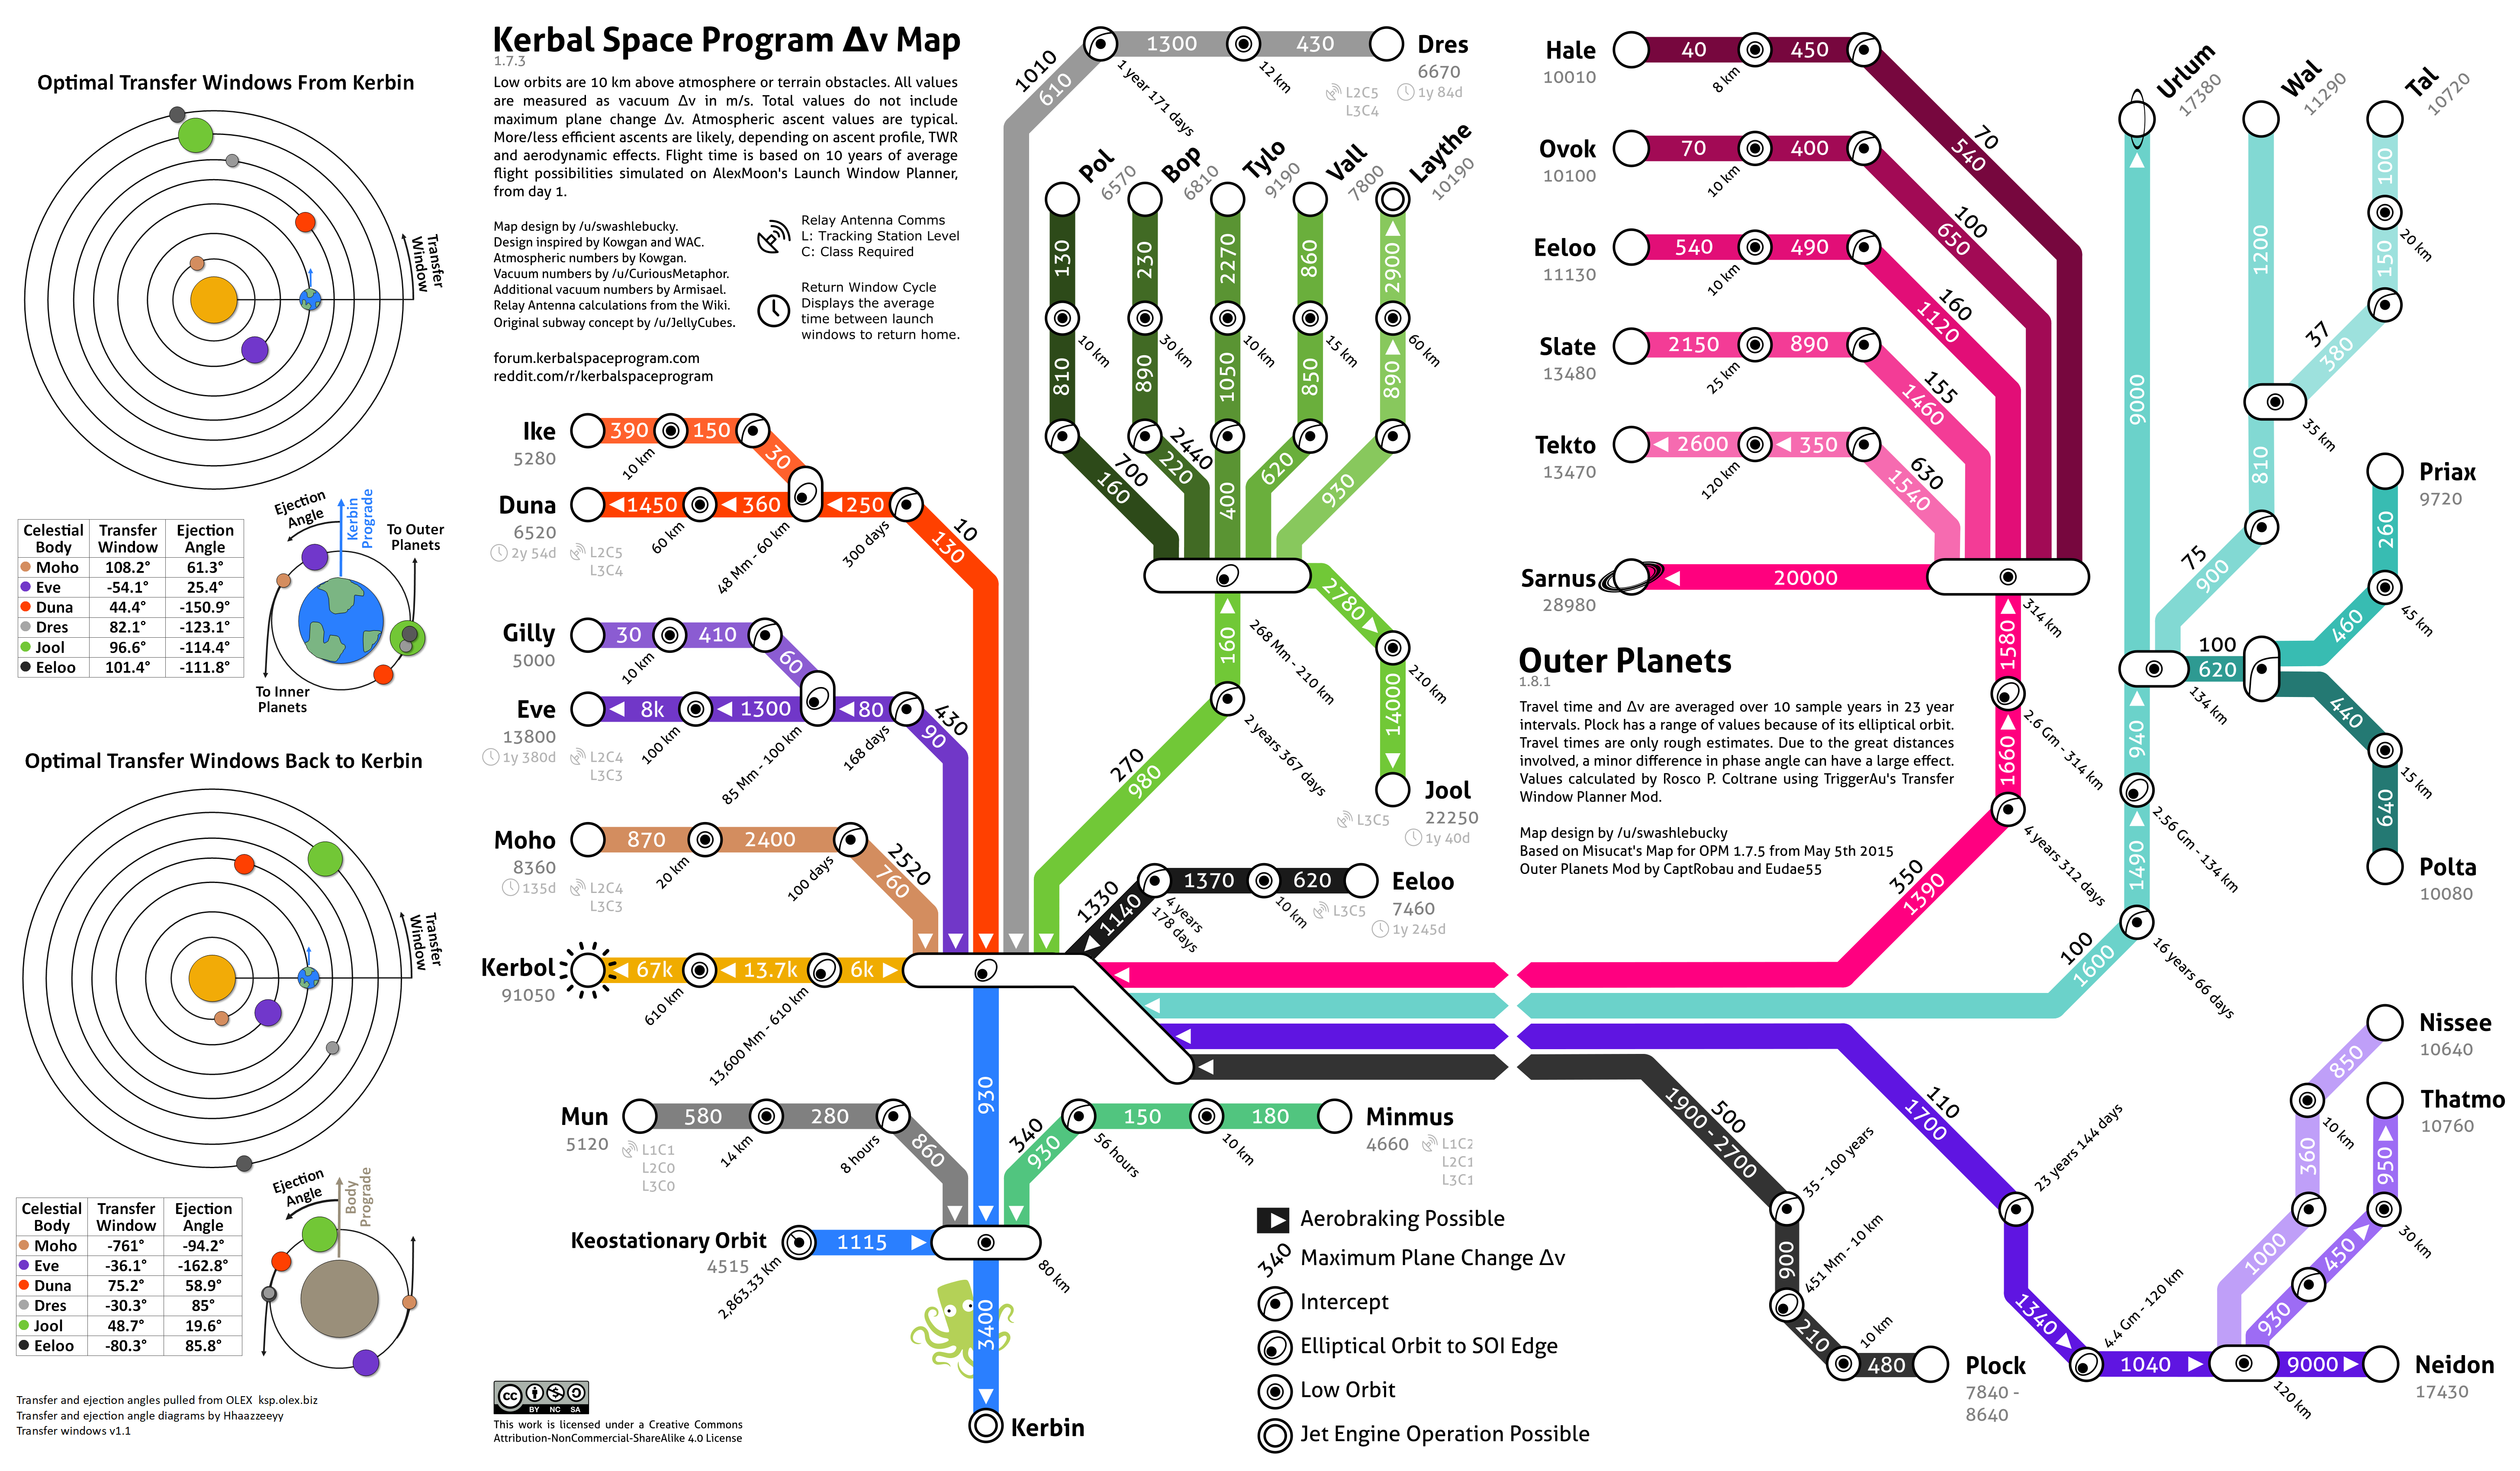 Optimal Transfer Windows From Kerbin
Transfer
Window
Celestial Body Transfer Window Ejection Angle
Moho 108.2° 61.3°
Eve -54.1° 25.4°
Duna 44.4° -150.9°
Dres 82.1° -123.1°
Jool 96.6° -114.4°
Eeloo 101.4° -111.8°
Ejection
Angle
Kerbin
Prograde
To Outer
Planets
To Inner
Planets
Optimal Transfer Windows Back to Kerbin
Transfer
Window
Celestial Body Transfer Window Ejection Angle
Moho -761° -94.2°
Eve -36.1° -162.8°
Duna 75.2° 58.9°
Dres -30.3° 85°
Jool 48.7° 19.6°
Eeloo -80.3° 85.8°
Ejection
Angle
Body
Prograde
Transfer and ejection angles pulled from OLEX ksp.olex.biz
Transfer and ejection angle diagrams by Hhaazzeeyy
Transfer windows v1.1
Kerbal Space Program Δv Map
1.7.3
Low orbits are 10 km above atmosphere or terrain obstacles. All values
are measured as vacuum Δv in m/s. Total values do not include
maximum plane change Δv. Atmospheric ascent values are typical.
More/less efficient ascents are likely, depending on ascent profile, TWR
and aerodynamic effects. Flight time is based on 10 years of average
flight possibilities simulated on AlexMoon's Launch Window Planner,
from day 1.
Map design by /u/swashlebucky.
Design inspired by Kowgan and WAC.
Atmospheric numbers by Kowgan.
Vacuum numbers by /u/CuriousMetaphor.
Additional vacuum numbers by Armisael.
Relay Antenna calculations from the Wiki.
Original subway concept by /u/JellyCubes.
forum.kerbalspaceprogram.com
reddit.com/r/kerbalspaceprogram
Relay Antenna Comms
L: Tracking Station Level
C: Class Required
Return Window Cycle
Displays the average
time between launch
windows to return home.
1010
610
1 year 171 days
1300
12 km
430
Dres
6670
L2C5
L3C4
1y 84d
Pol
6570
130
10 km
810
700
160
Bop
6810
230
30 km
890
220
2440
Tylo
9190
2270
10 km
1050
400
Vall
7800
860
15 km
850
620
Laythe
10190
2900
60 km
890
930
2780
210 km
14000
Jool
22250
L3C5
1y 40d
160
268 Mm - 210 km
2 years 367 days
270
980
Ike
5280
390
10 km
150
30
Duna
6520
2y 54d
L2C5
L3C4
1450
60 km
360
48 Mm - 60 km
250
300 days
10
130
Gilly
5000
30
10 km
410
60
Eve
13800
1y 380d
L2C4
L3C3
8k
100 km
1300
85 Mm - 100 km
80
168 days
430
90
Moho
8360
135d
L2C4
L3C3
870
20 km
2400
100 days
2520
760
1330
1140
4 years
178 days
1370
10 km
620
Eeloo
7460
L3C5
1y 245d
Kerbol
91050
67k
610 km
13.7k
13,600 Mm - 610 km
6k
930
Mun
5120
L1C1
L2C0
L3C0
580
14 km
280
8 hours
860
340
930
56 hours
150
10 km
180
Minmus
4660
L1C2
L2C1
L3C1
Keostationary Orbit
4515
2,863.33 Km
1115
80 km
3400
Kerbin
cc
BY NC SA
This work is licensed under a Creative Commons
Attribution-NonCommercial-ShareAlike 4.0 License
Aerobraking Possible
340 Maximum Plane Change Δv
Intercept
Elliptical Orbit to SOI Edge
Low Orbit
Jet Engine Operation Possible
Hale
10010
40
8 km
450
70
540
Ovok
10100
70
10 km
400
100
650
Eeloo
11130
540
10 km
490
160
1120
Slate
13480
2150
25 km
890
155
1460
Tekto
13470
2600
120 km
350
630
1540
Sarnus
28980
20000
314 km
1580
2.6 Gm - 314 km
1660
4 years 312 days
350
1390
Outer Planets
1.8.1
Travel time and Δv are averaged over 10 sample years in 23 year
intervals. Plock has a range of values because of its elliptical orbit.
Travel times are only rough estimates. Due to the great distances
involved, a minor difference in phase angle can have a large effect.
Values calculated by Rosco P. Coltrane using TriggerAu's Transfer
Window Planner Mod.
Map design by /u/swashlebucky
Based on Misucat's Map for OPM 1.7.5 from May 5th 2015
Outer Planets Mod by CaptRobau and Eudae55
Urlum
17380
9000
Wal
11290
1200
35 km
810
75
900
Tal
10720
100
20 km
150
37
380
Priax
9720
260
45 km
460
100
620
134 km
440
15 km
640
Polta
10080
940
2.56 Gm - 134 km
1490
16 years 66 days
100
1600
500
1900 - 2700
35 - 100 years
900
451 Mm - 10 km
210
10 km
480
Plock
7840 -
8640
110
1700
23 years 144 days
1340
4.4 Gm - 120 km
1040
120 km
9000
Neidon
17430
Nissee
10640
850
10 km
360
1000
Thatmo
10760
950
30 km
450
930